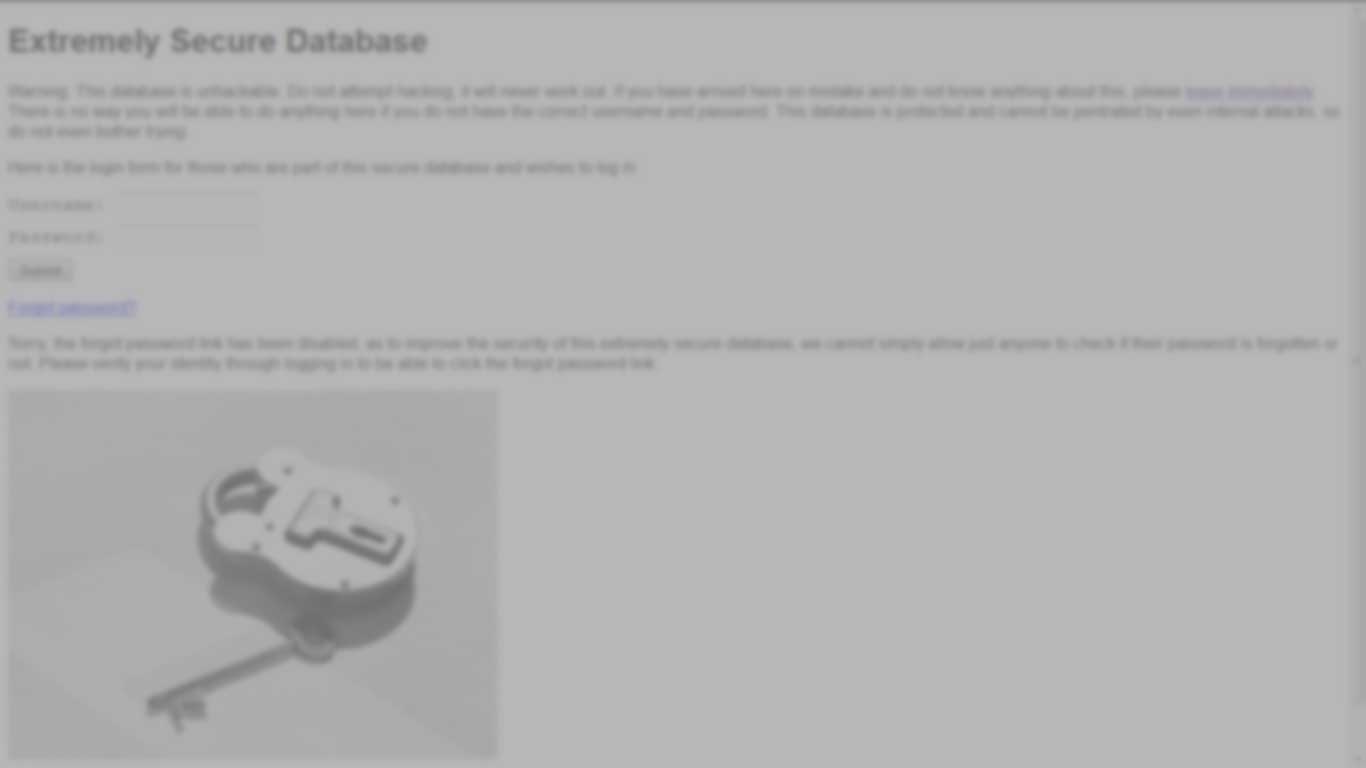 Extremely Secure Database
Warning: This database is unhackable. Do not attempt hacking, it will never work out. If you have arrived here on mistake and do not know anything about this, please leave immediately.
There is no way you will be able to do anything here if you do not have the correct username and password. This database is protected and cannot be pentrated by even internal attacks, so
do not even bother trying.
Here is the login form for those who are part of this secure database and wishes to log in:
Username:
Password:
Submit
Forgot password?
Sorry, the forgot password link has been disabled, as to improve the security of this extremely secure database, we cannot simply allow just anyone to check if their password is forgotten or
not. Please verify your identity through logging in to be able to click the forgot password link.